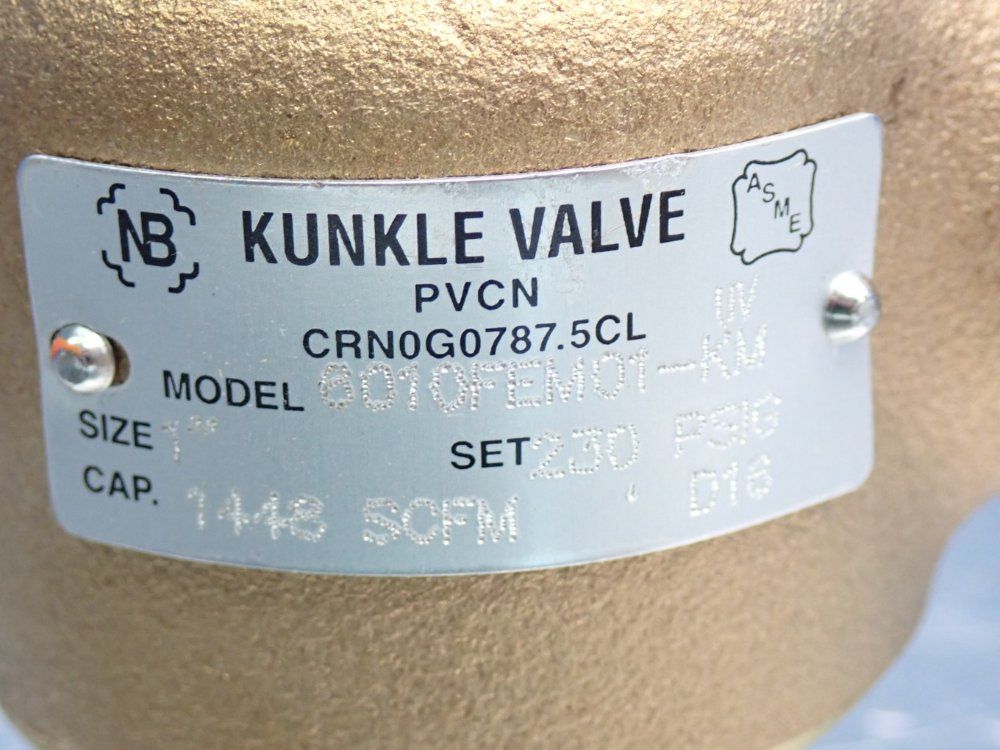 NB KUNKLE VALVE ASME
PVCN
CRN0G0787.5CL UV
MODEL 6010FEM01-KM
SIZE 1" SET 230 PSIG
CAP. 1448 SCFM D16